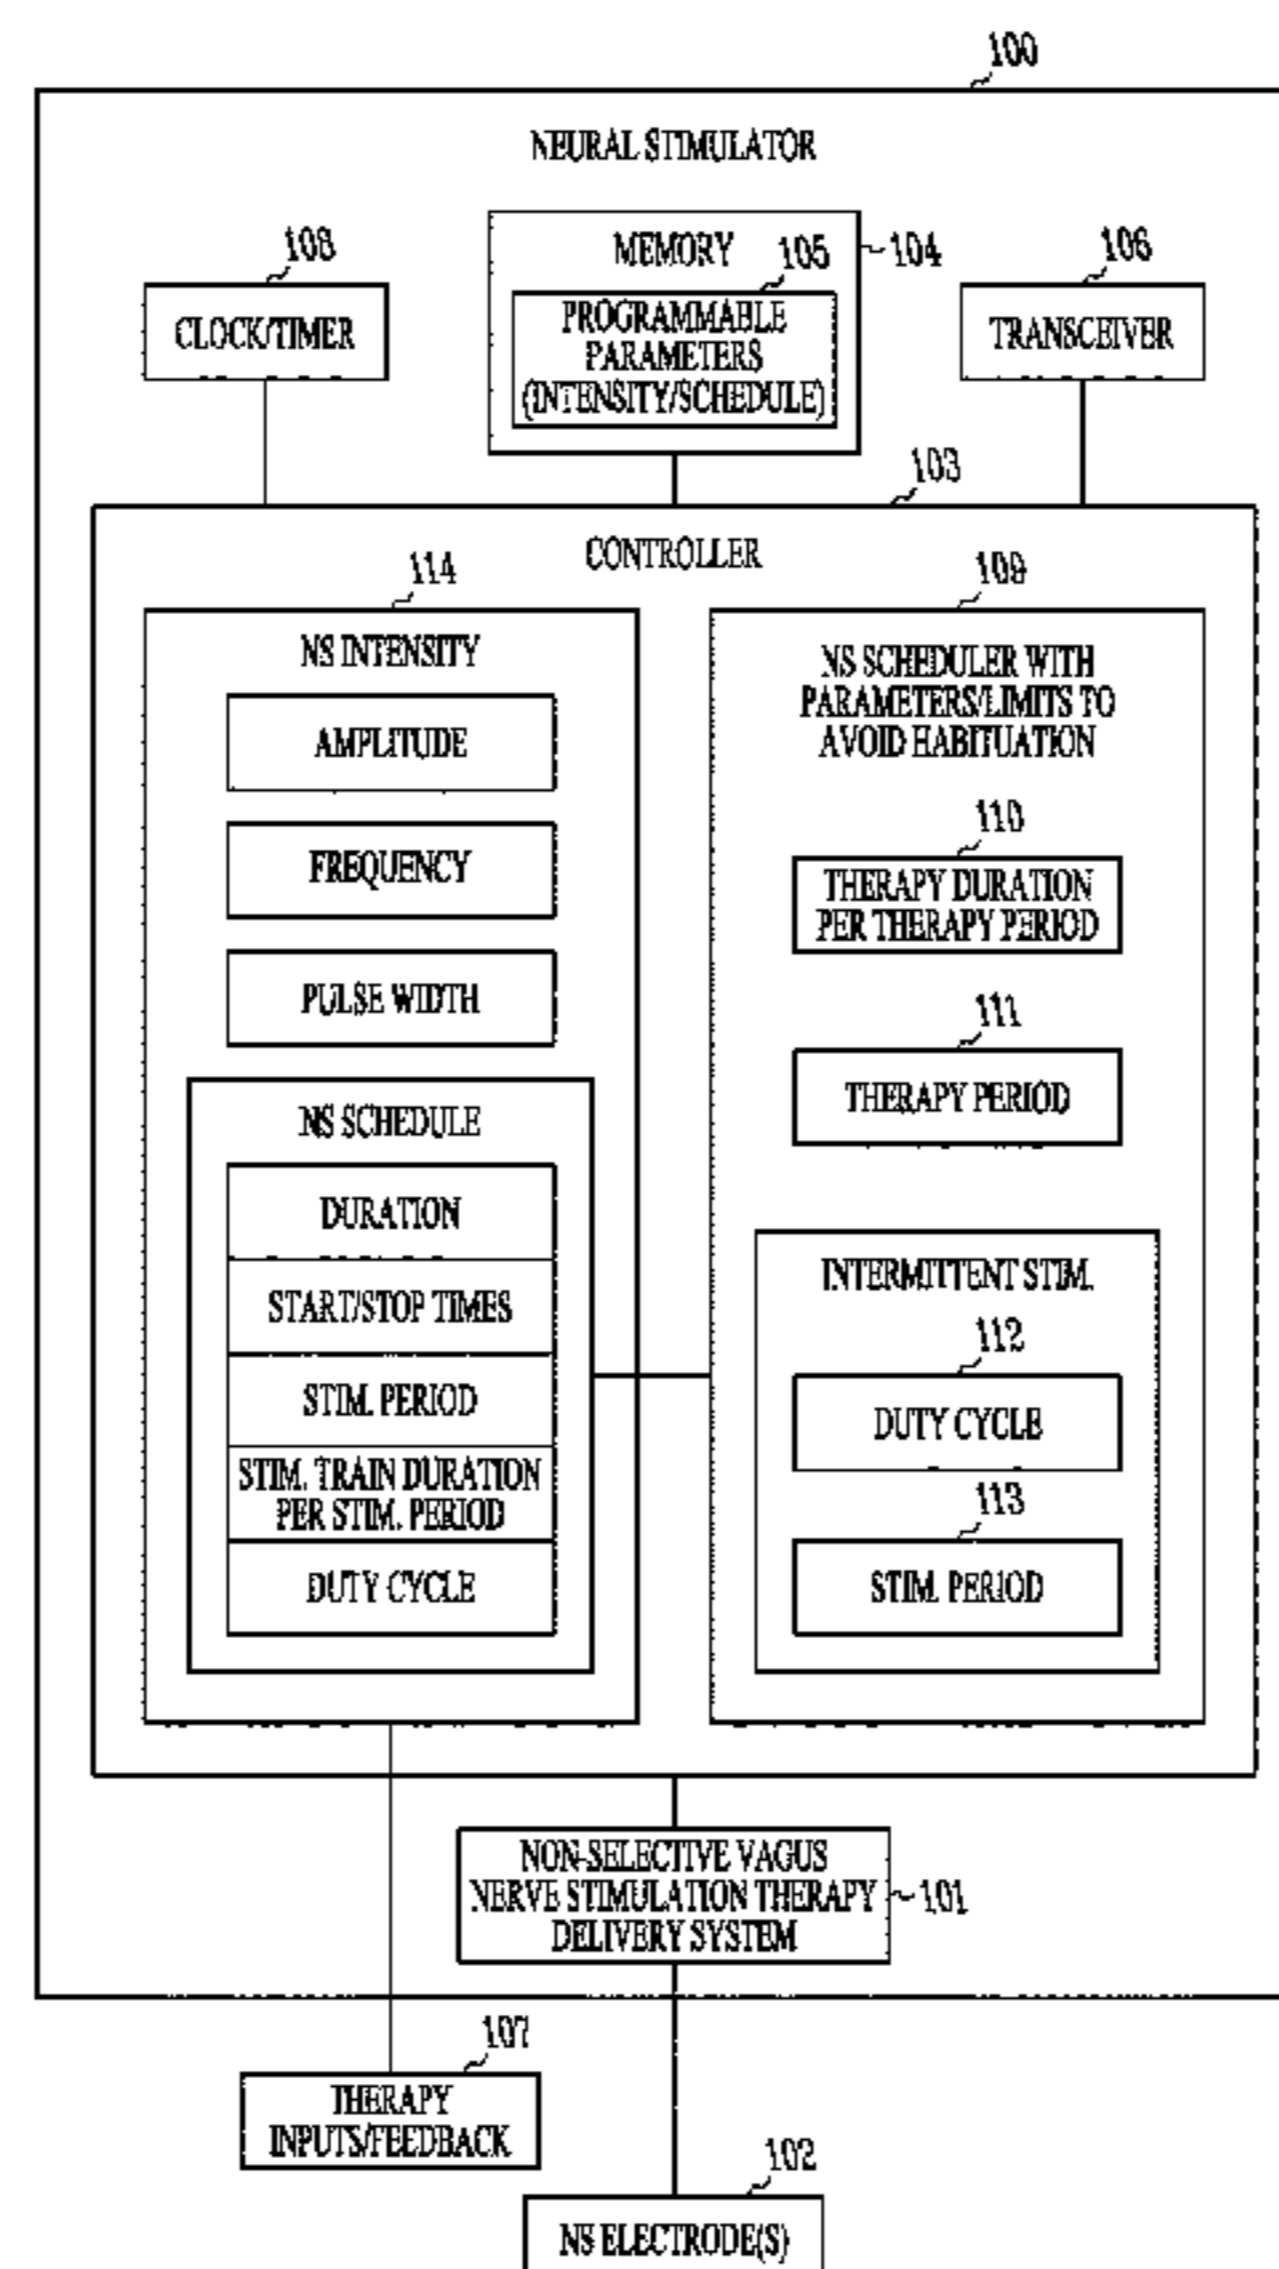 100
NEURAL STIMULATOR
108
MEMORY
105
104
106
CLOCK/TIMER
PROGRAMMABLE
PARAMETERS
(INTENSITY/SCHEDULE)
TRANSCEIVER
103
CONTROLLER
114
109
NS INTENSITY
AMPLITUDE
FREQUENCY
PULSE WIDTH
NS SCHEDULE
DURATION
START/STOP TIMES
STIM. PERIOD
STIM. TRAIN DURATION
PER STIM. PERIOD
DUTY CYCLE
NS SCHEDULER WITH
PARAMETERS/LIMITS TO
AVOID HABITUATION
110
THERAPY DURATION
PER THERAPY PERIOD
111
THERAPY PERIOD
INTERMITTENT STIM.
112
DUTY CYCLE
113
STIM. PERIOD
NON-SELECTIVE VAGUS
NERVE STIMULATION THERAPY
DELIVERY SYSTEM
101
107
THERAPY
INPUTS/FEEDBACK
102
NS ELECTRODE(S)